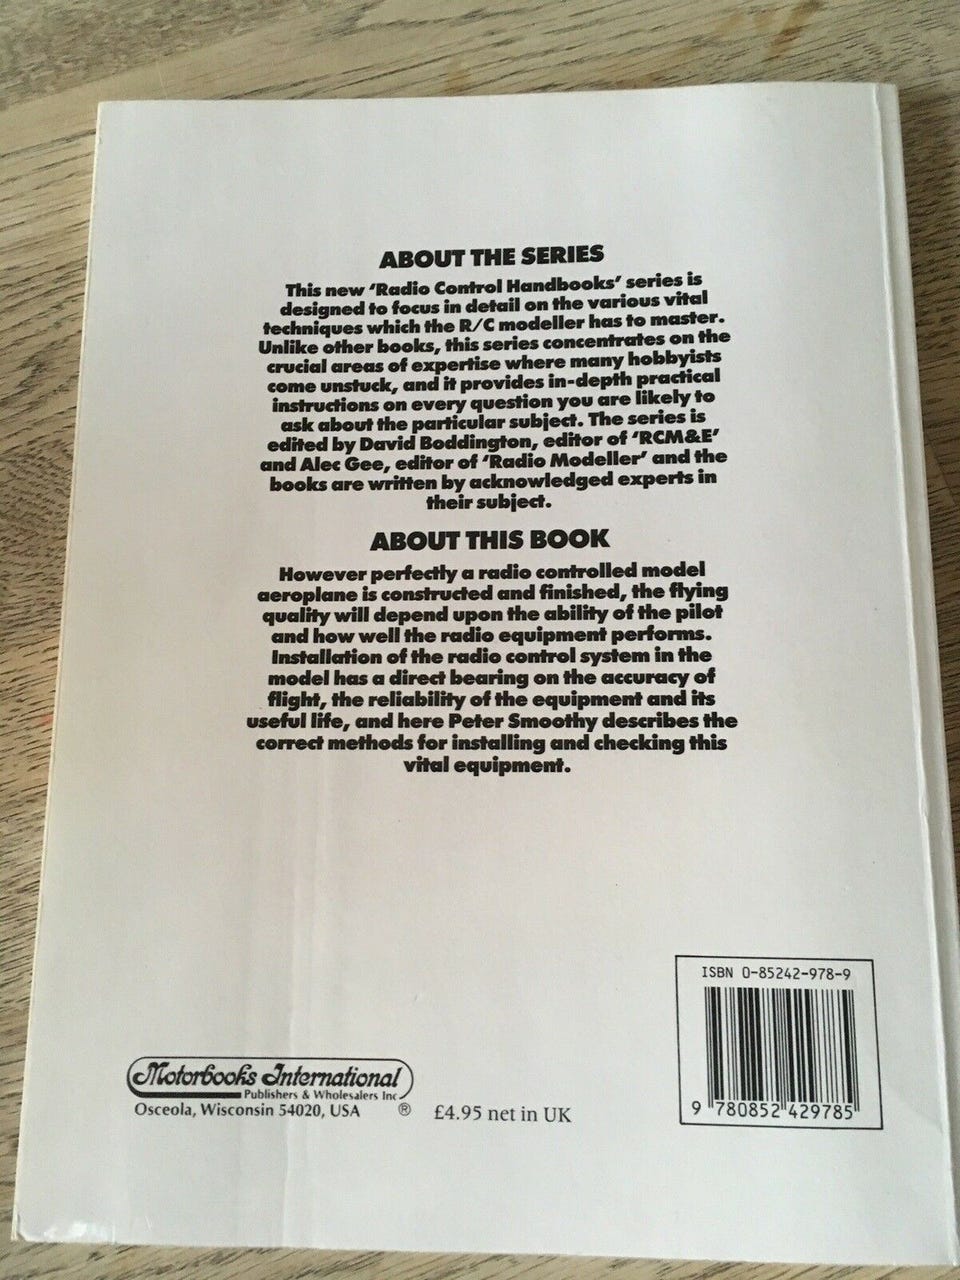 ABOUT THE SERIES
This new 'Radio Control Handbooks' series is
designed to focus in detail on the various vital
techniques which the R/C modeller has to master.
Unlike other books, this series concentrates on the
crucial areas of expertise where many hobbyists
come unstuck, and it provides in-depth practical
instructions on every question you are likely to
ask about the particular subject. The series is
edited by David Boddington, editor of 'RCM&E'
and Alec Gee, editor of 'Radio Modeller' and the
books are written by acknowledged experts in
their subject.
ABOUT THIS BOOK
However perfectly a radio controlled model
aeroplane is constructed and finished, the flying
quality will depend upon the ability of the pilot
and how well the radio equipment performs.
Installation of the radio control system in the
model has a direct bearing on the accuracy of
flight, the reliability of the equipment and its
useful life, and here Peter Smoothy describes the
correct methods for installing and checking this
vital equipment.
ISBN 0-85242-978-9
9 780852 429785
Motorbooks International
Publishers & Wholesalers Inc
Osceola, Wisconsin 54020, USA ®
£4.95 net in UK